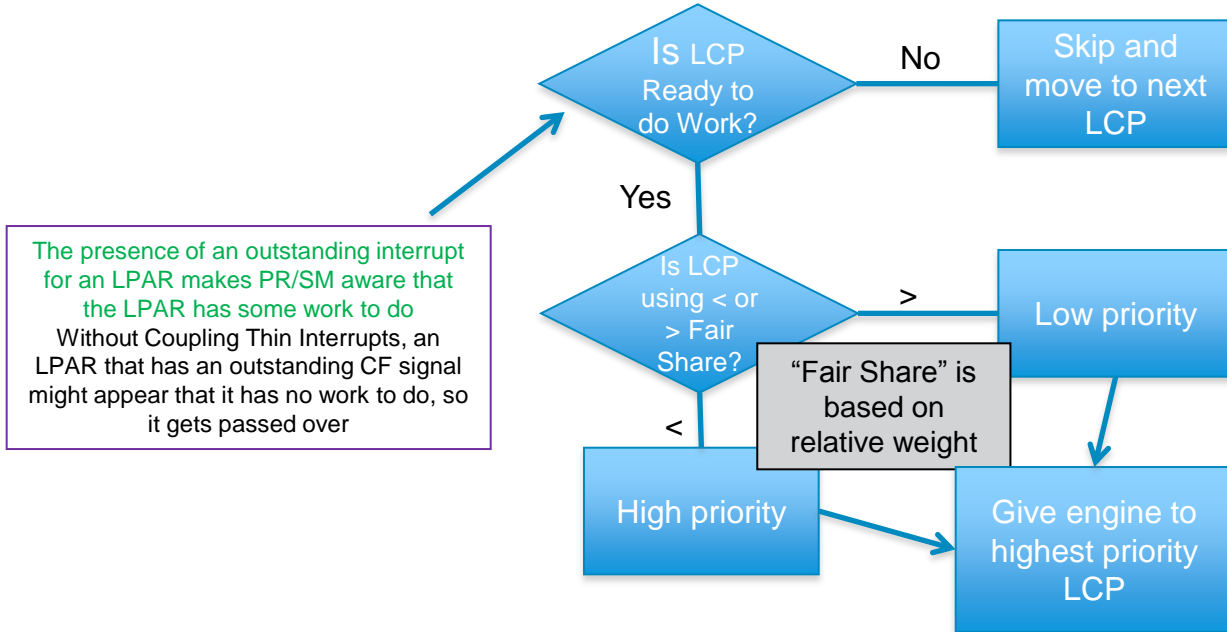 Is LCP
Ready to
do Work?
No
Skip and
move to next
LCP
Yes
The presence of an outstanding interrupt
for an LPAR makes PR/SM aware that
the LPAR has some work to do
Without Coupling Thin Interrupts, an
LPAR that has an outstanding CF signal
might appear that it has no work to do, so
it gets passed over
Is LCP
using < or
> Fair
Share?
>
Low priority
“Fair Share” is
based on
relative weight
<
High priority
Give engine to
highest priority
LCP